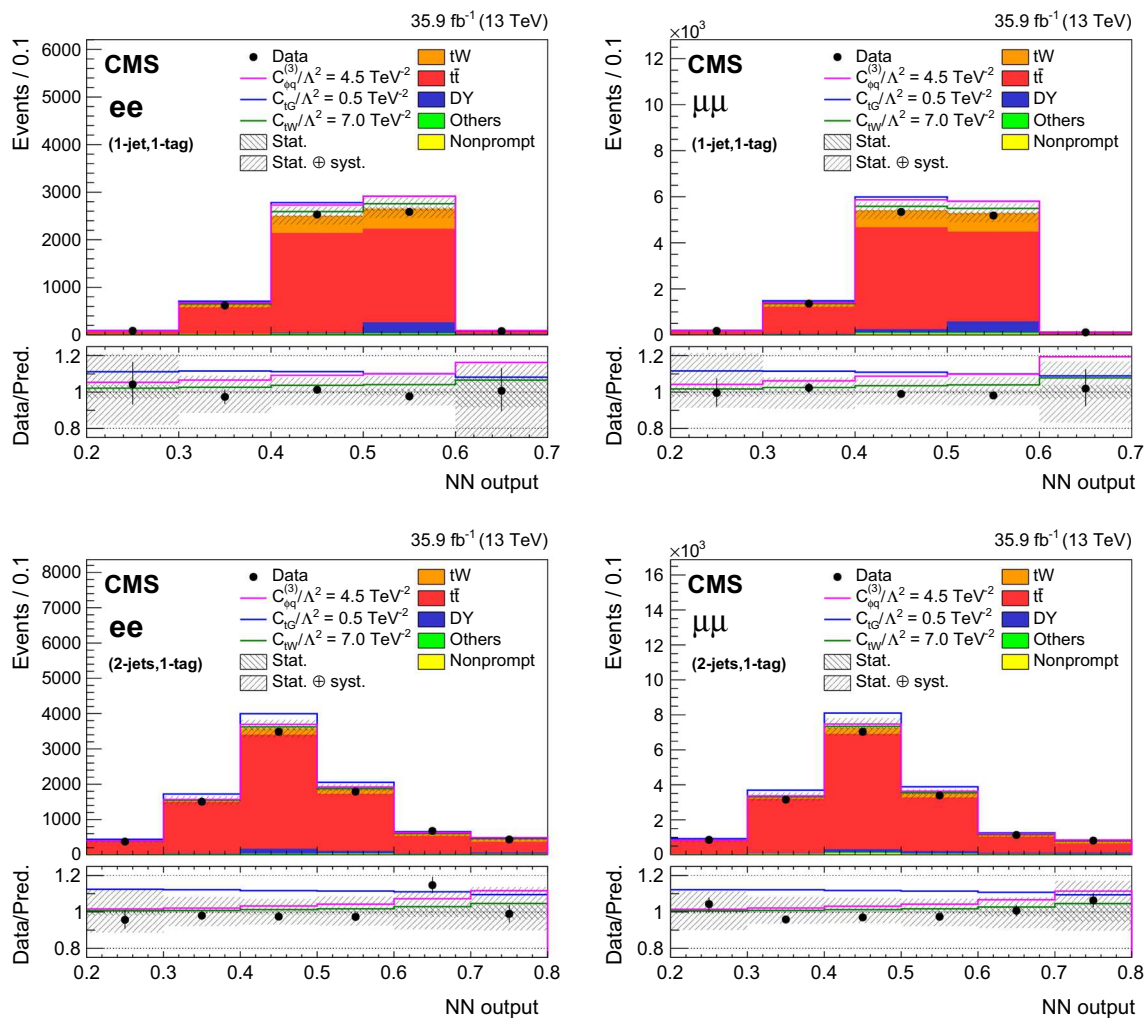 35.9 fb⁻¹ (13 TeV)
Events / 0.1
6000
5000
4000
3000
2000
1000
0
CMS
ee
(1-jet,1-tag)
Data
C_ϕq^(3)/Λ² = 4.5 TeV⁻²
C_tG/Λ² = 0.5 TeV⁻²
C_tW/Λ² = 7.0 TeV⁻²
Stat.
Stat. ⊕ syst.
tW
tt̄
DY
Others
Nonprompt
Data/Pred.
1.2
1
0.8
0.2 0.3 0.4 0.5 0.6 0.7
NN output
×10³
35.9 fb⁻¹ (13 TeV)
Events / 0.1
12
10
8
6
4
2
0
CMS
μμ
(1-jet,1-tag)
Data
C_ϕq^(3)/Λ² = 4.5 TeV⁻²
C_tG/Λ² = 0.5 TeV⁻²
C_tW/Λ² = 7.0 TeV⁻²
Stat.
Stat. ⊕ syst.
tW
tt̄
DY
Others
Nonprompt
Data/Pred.
1.2
1
0.8
0.2 0.3 0.4 0.5 0.6 0.7
NN output
35.9 fb⁻¹ (13 TeV)
Events / 0.1
8000
7000
6000
5000
4000
3000
2000
1000
0
CMS
ee
(2-jets,1-tag)
Data
C_ϕq^(3)/Λ² = 4.5 TeV⁻²
C_tG/Λ² = 0.5 TeV⁻²
C_tW/Λ² = 7.0 TeV⁻²
Stat.
Stat. ⊕ syst.
tW
tt̄
DY
Others
Nonprompt
Data/Pred.
1.2
1
0.8
0.2 0.3 0.4 0.5 0.6 0.7 0.8
NN output
×10³
35.9 fb⁻¹ (13 TeV)
Events / 0.1
16
14
12
10
8
6
4
2
0
CMS
μμ
(2-jets,1-tag)
Data
C_ϕq^(3)/Λ² = 4.5 TeV⁻²
C_tG/Λ² = 0.5 TeV⁻²
C_tW/Λ² = 7.0 TeV⁻²
Stat.
Stat. ⊕ syst.
tW
tt̄
DY
Others
Nonprompt
Data/Pred.
1.2
1
0.8
0.2 0.3 0.4 0.5 0.6 0.7 0.8
NN output